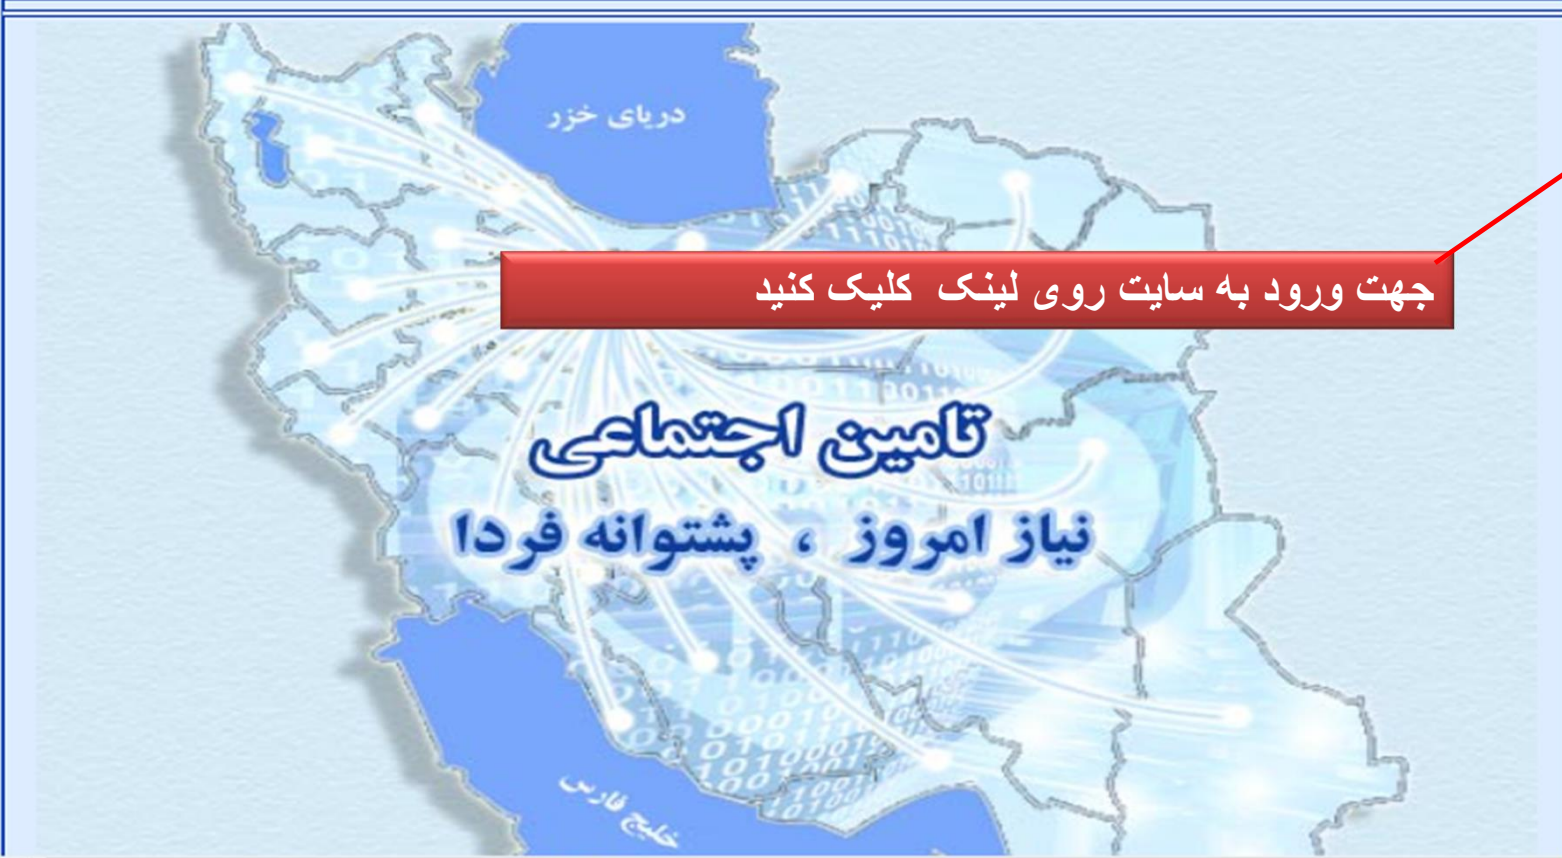 دریای خزر
جهت ورود به سایت روی لینک کلیک کنید
تامین اجتماعی
نیاز امروز ، پشتوانه فردا
خلیج فارس